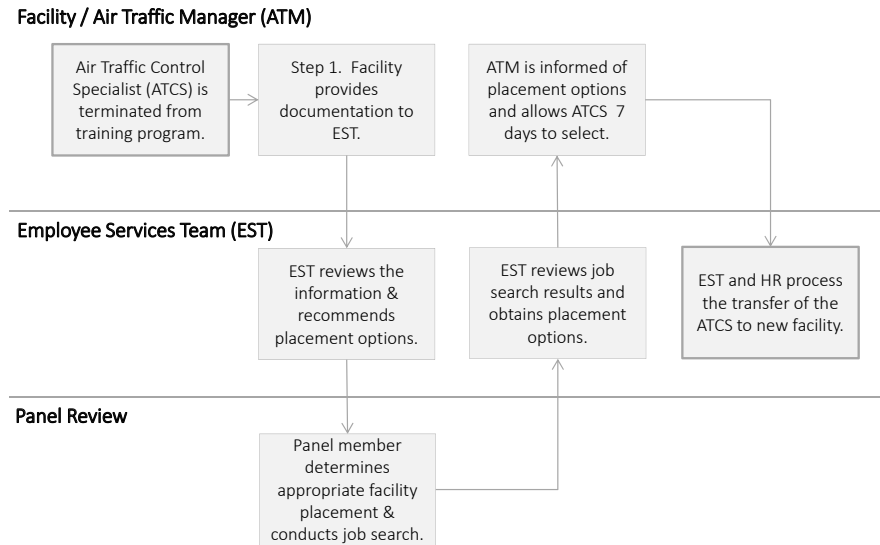 Facility / Air Traffic Manager (ATM)
Air Traffic Control
Specialist (ATCS) is
terminated from
training program.
Step 1.  Facility
provides
documentation to
EST.
ATM is informed of
placement options
and allows ATCS  7
days to select.
Employee Services Team (EST)
EST reviews the
information &
recommends
placement options.
EST reviews job
search results and
obtains placement
options.
EST and HR process
the transfer of the
ATCS to new facility.
Panel Review
Panel member
determines
appropriate facility
placement &
conducts job search.